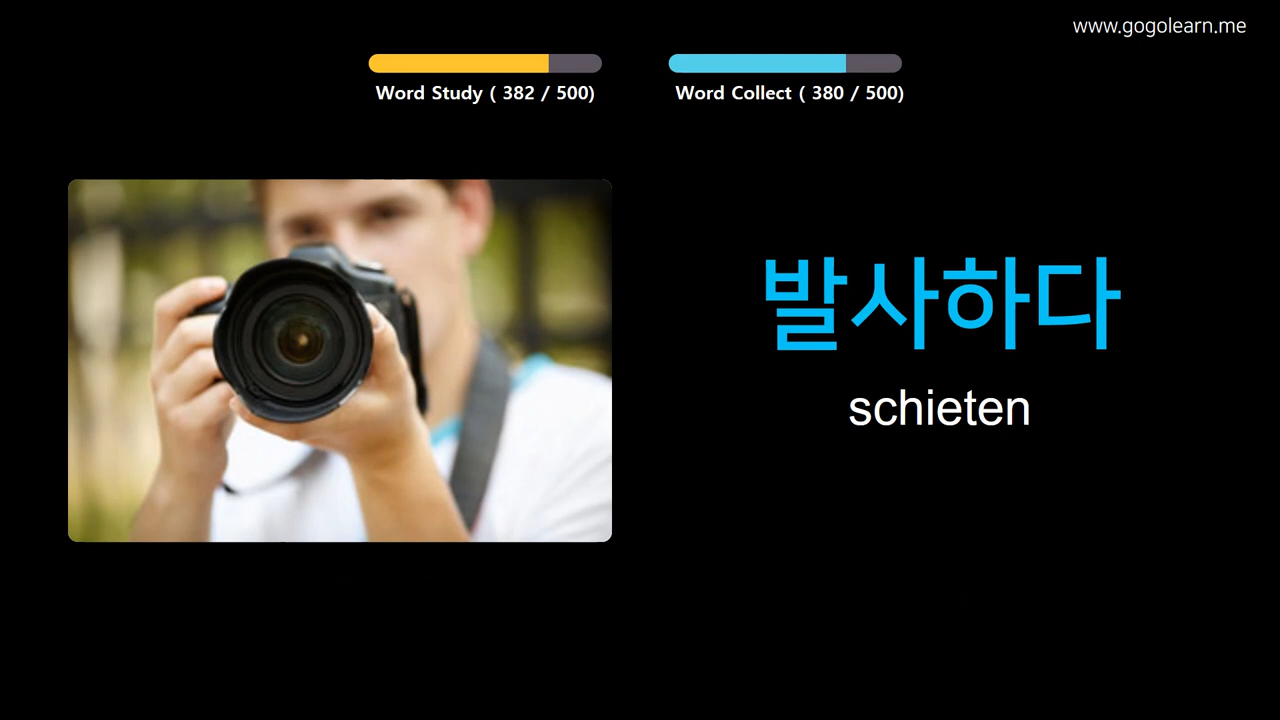 www.gogolearn.me
Word Study ( 382 / 500)
Word Collect ( 380 / 500)
발사하다
schieten